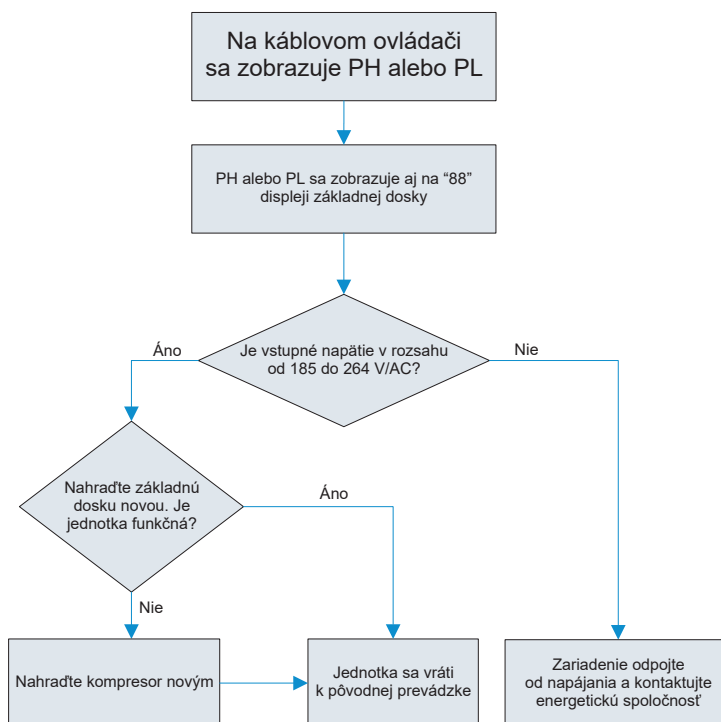 Na káblovom ovládači
sa zobrazuje PH alebo PL
PH alebo PL sa zobrazuje aj na “88”
displeji základnej dosky
Je vstupné napätie v rozsahu
od 185 do 264 V/AC?
Áno
Nie
Nahraďte základnú
dosku novou. Je
jednotka funkčná?
Áno
Nie
Nahraďte kompresor novým
Jednotka sa vráti
k pôvodnej prevádzke
Zariadenie odpojte
od napájania a kontaktujte
energetickú spoločnosť